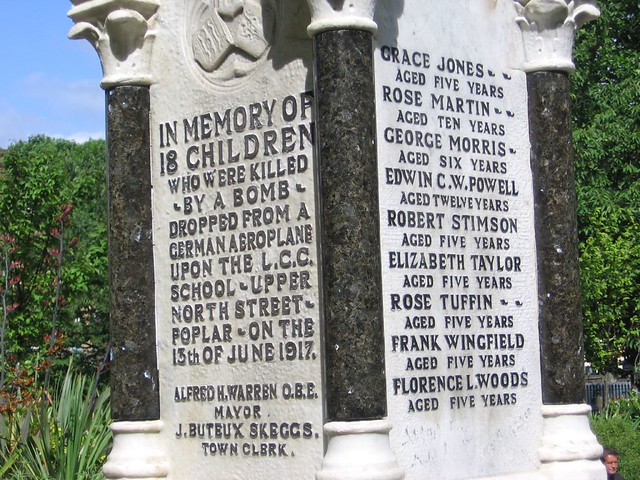 IN MEMORY OF
18 CHILDREN
WHO WERE KILLED
- BY A BOMB -
DROPPED FROM A
GERMAN AEROPLANE
UPON THE L.C.C.
SCHOOL - UPPER
NORTH STREET -
POPLAR - ON THE
13th OF JUNE 1917.
ALFRED H. WARREN O.B.E.
MAYOR
J. BUTEUX SKEGGS.
TOWN CLERK.
GRACE JONES - -
AGED FIVE YEARS
ROSE MARTIN - -
AGED TEN YEARS
GEORGE MORRIS -
AGED SIX YEARS
EDWIN C.W. POWELL
AGED TWELVE YEARS
ROBERT STIMSON
AGED FIVE YEARS
ELIZABETH TAYLOR
AGED FIVE YEARS
ROSE TUFFIN - -
AGED FIVE YEARS
FRANK WINGFIELD
AGED FIVE YEARS
FLORENCE L. WOODS
AGED FIVE YEARS